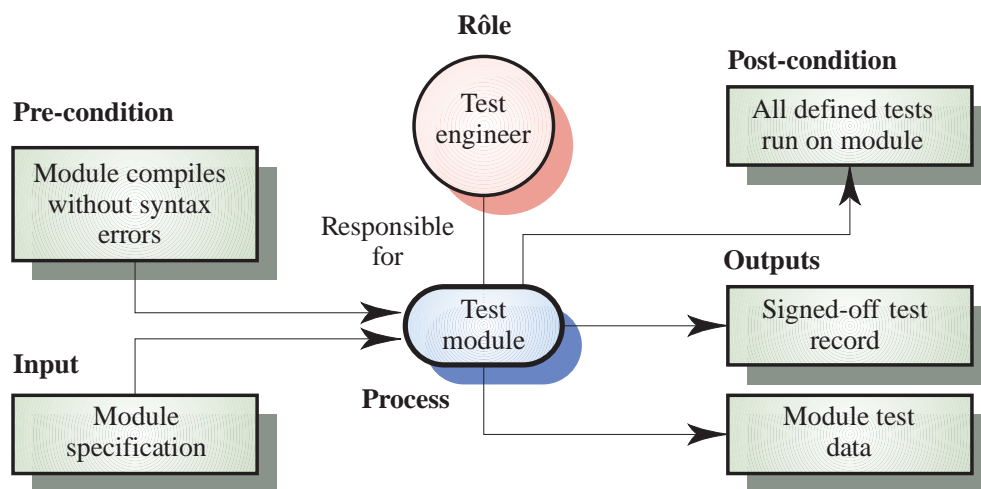 Rôle
Test
engineer
Post-condition
All defined tests
run on module
Pre-condition
Module compiles
without syntax
errors
Responsible
for
Outputs
Test
module
Signed-off test
record
Input
Process
Module
specification
Module test
data